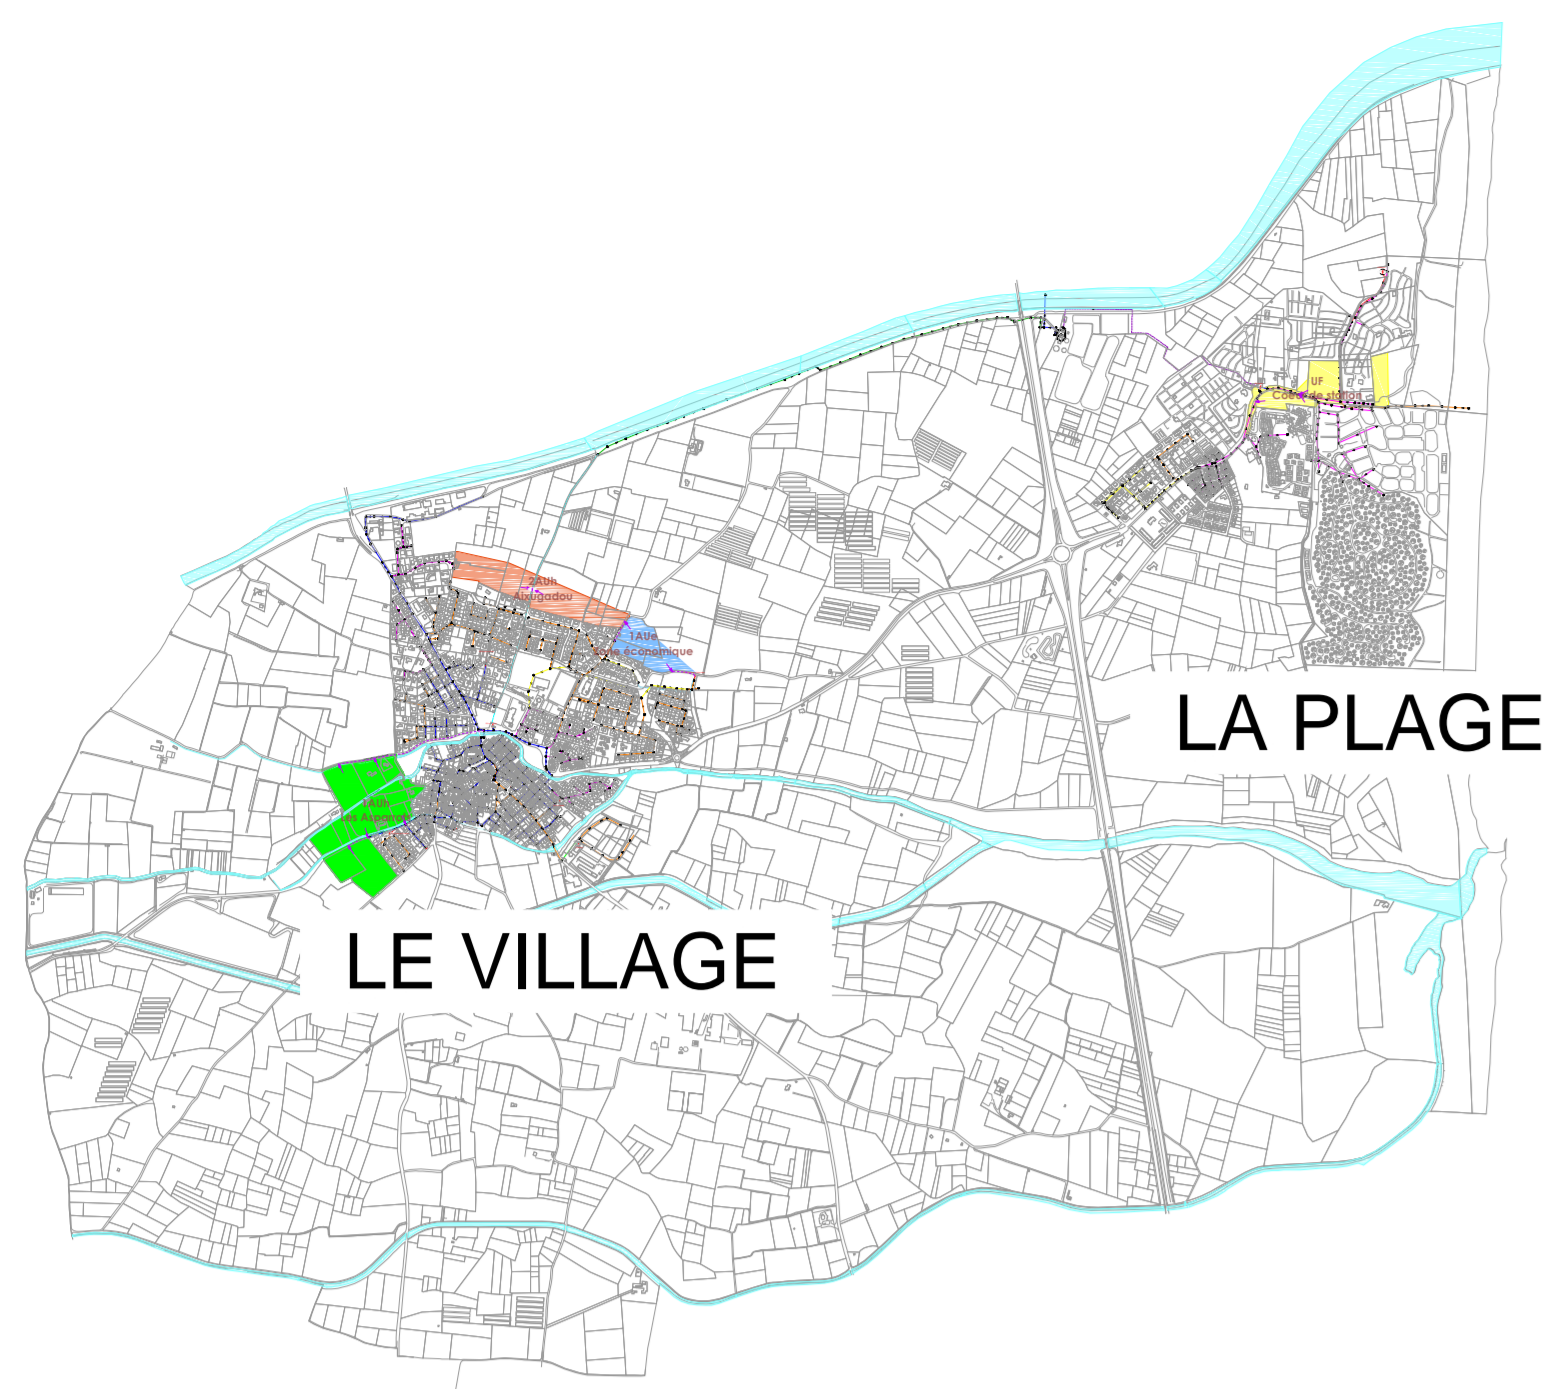 UF
Coeur de station
2AUh
Aixugadou
1AUe
Zone économique
LA PLAGE
1AUh
Les Asparrots
LE VILLAGE